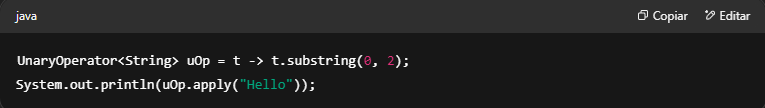 java
Copiar
Editar
UnaryOperator<String> uOp = t -> t.substring(0, 2);
System.out.println(uOp.apply("Hello"));